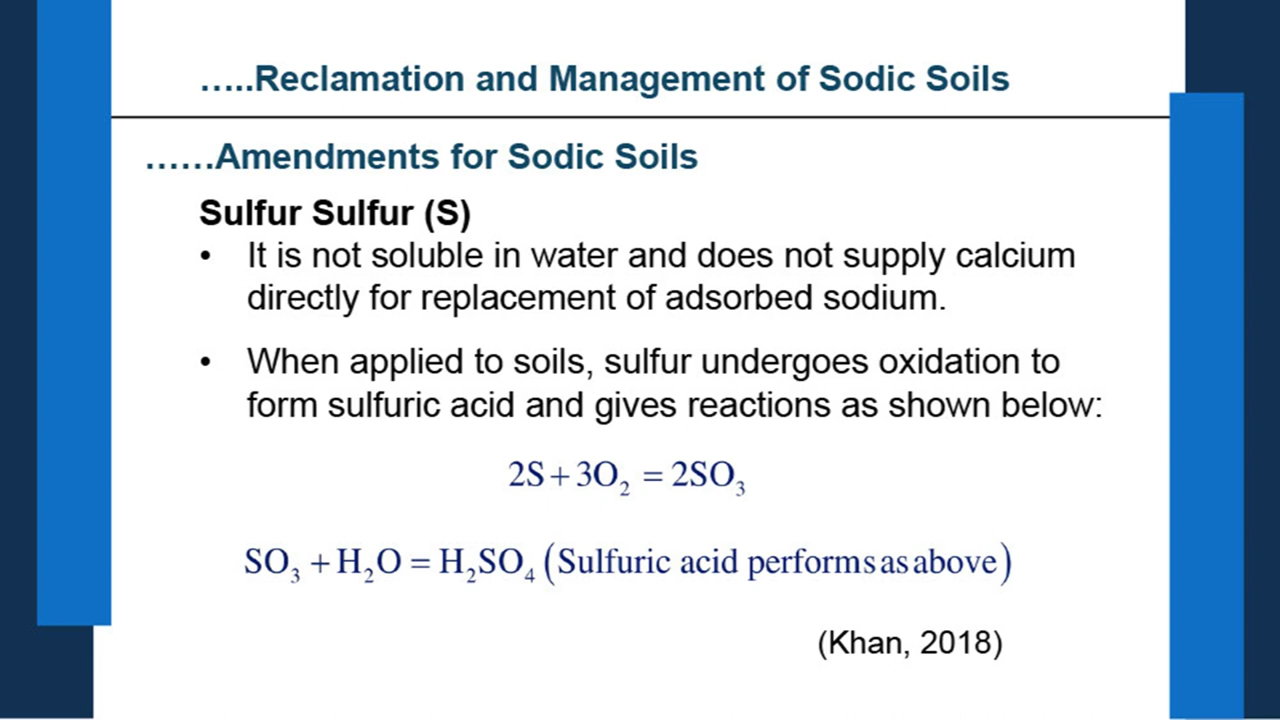 …..Reclamation and Management of Sodic Soils
……Amendments for Sodic Soils
Sulfur Sulfur (S)
• It is not soluble in water and does not supply calcium
directly for replacement of adsorbed sodium.
• When applied to soils, sulfur undergoes oxidation to
form sulfuric acid and gives reactions as shown below:
2S + 3O₂ = 2SO₃
SO₃ + H₂O = H₂SO₄ (Sulfuric acid performs as above)
(Khan, 2018)